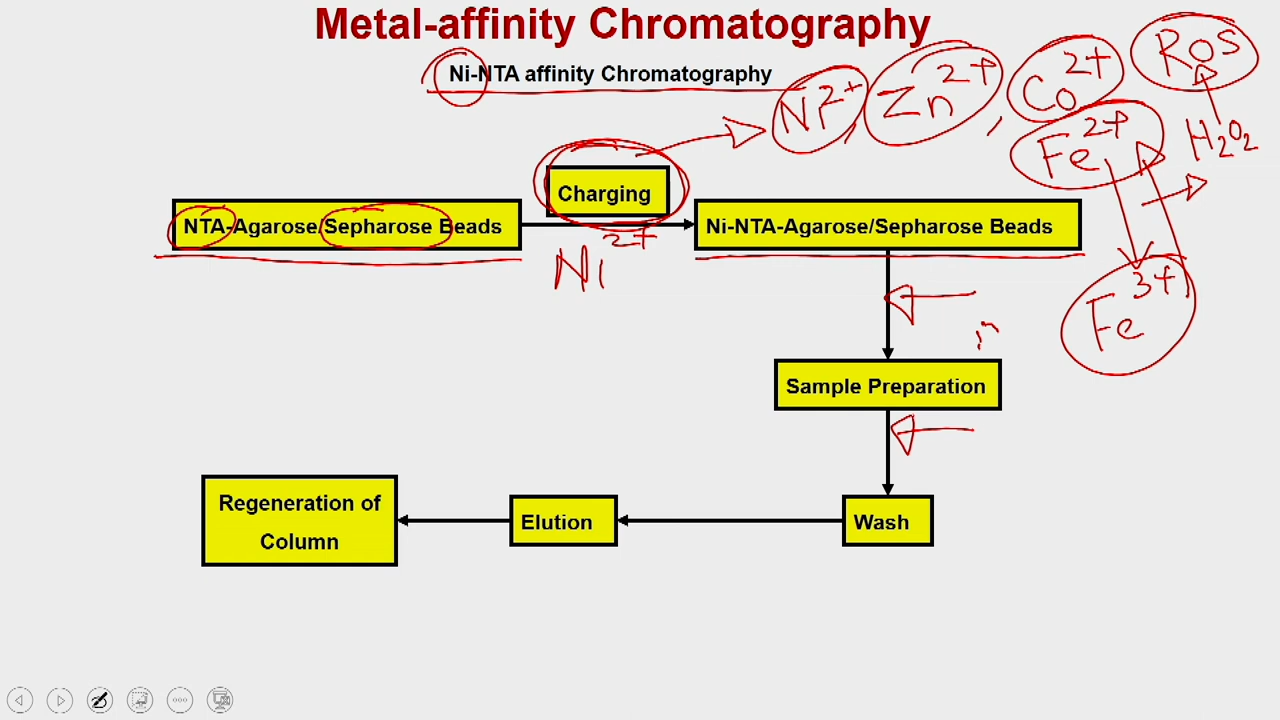 Metal-affinity Chromatography
Ni-NTA affinity Chromatography
Ni2+, Zn2+, Co2+
ROS
Fe2+
H2O2
Charging
NTA-Agarose/Sepharose Beads
Ni-NTA-Agarose/Sepharose Beads
Ni2+
Fe3+
Sample Preparation
Regeneration of
Column
Elution
Wash